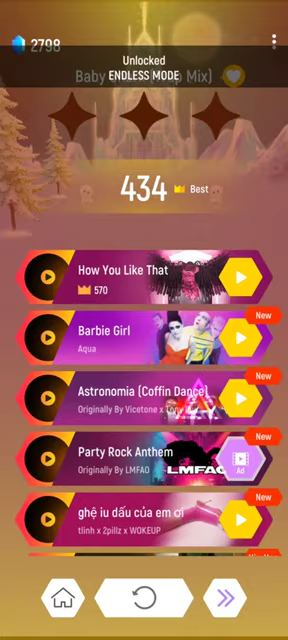 2798
Unlocked
ENDLESS MODE
Baby Mix)
434 Best
How You Like That
570
New
Barbie Girl
Aqua
New
Astronomia (Coffin Dance)
Originally By Vicetone x Tony
New
Party Rock Anthem
Originally By LMFAO
LMFAO
Ad
New
ghệ iu dấu của em ơi
tlinh x 2pillz x WOKEUP